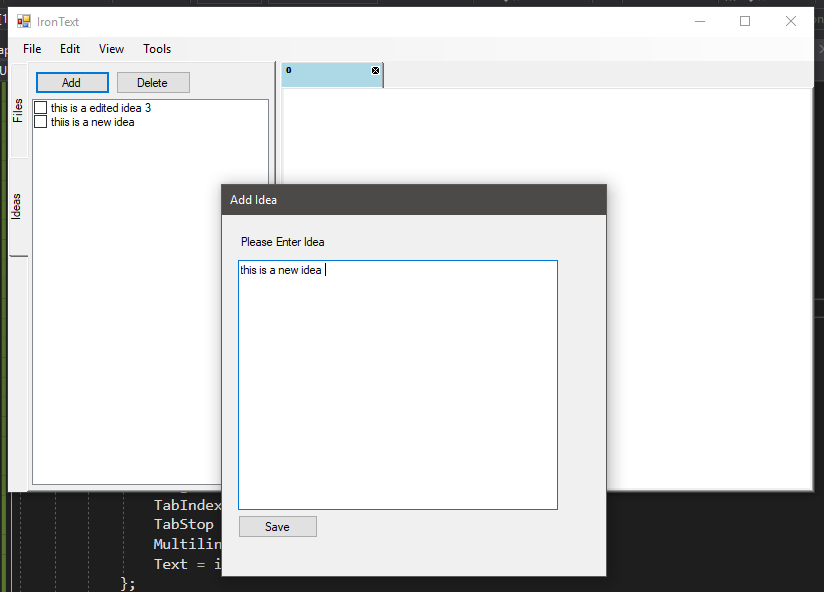 IronText
File Edit View Tools
Add Delete
0
Files
Ideas
this is a edited idea 3
thiis is a new idea
Add Idea
Please Enter Idea
this is a new idea
Save
TabIndex
TabStop
Multilin
Text = i
};